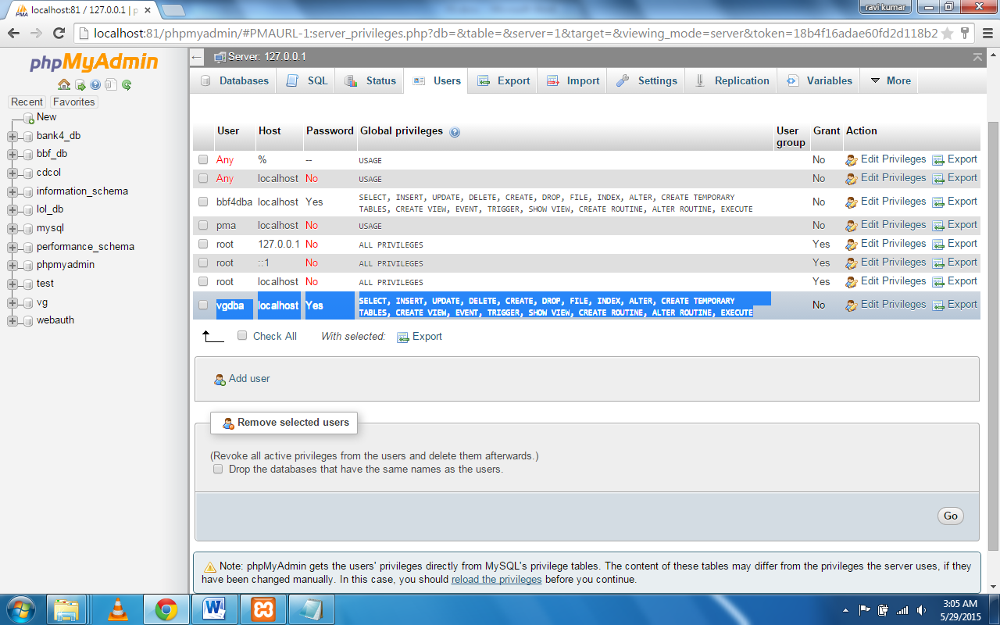 localhost:81 / 127.0.0.1 | p
ravi kumar
localhost:81/phpmyadmin/#PMAURL-1:server_privileges.php?db=&table=&server=1&target=&viewing_mode=server&token=18b4f16adae60fd2d118b2
phpMyAdmin
Recent Favorites
New
bank4_db
bbf_db
cdcol
information_schema
lol_db
mysql
performance_schema
phpmyadmin
test
vg
webauth
Server: 127.0.0.1
Databases SQL Status Users Export Import Settings Replication Variables More
User Host Password Global privileges User group Grant Action
Any % -- USAGE No Edit Privileges Export
Any localhost No USAGE No Edit Privileges Export
bbf4dba localhost Yes SELECT, INSERT, UPDATE, DELETE, CREATE, DROP, FILE, INDEX, ALTER, CREATE TEMPORARY
TABLES, CREATE VIEW, EVENT, TRIGGER, SHOW VIEW, CREATE ROUTINE, ALTER ROUTINE, EXECUTE No Edit Privileges Export
pma localhost No USAGE No Edit Privileges Export
root 127.0.0.1 No ALL PRIVILEGES Yes Edit Privileges Export
root ::1 No ALL PRIVILEGES Yes Edit Privileges Export
root localhost No ALL PRIVILEGES Yes Edit Privileges Export
vgdba localhost Yes SELECT, INSERT, UPDATE, DELETE, CREATE, DROP, FILE, INDEX, ALTER, CREATE TEMPORARY
TABLES, CREATE VIEW, EVENT, TRIGGER, SHOW VIEW, CREATE ROUTINE, ALTER ROUTINE, EXECUTE No Edit Privileges Export
Check All With selected: Export
Add user
Remove selected users
(Revoke all active privileges from the users and delete them afterwards.)
Drop the databases that have the same names as the users.
Go
Note: phpMyAdmin gets the users' privileges directly from MySQL's privilege tables. The content of these tables may differ from the privileges the server uses, if they
have been changed manually. In this case, you should reload the privileges before you continue.
3:05 AM
5/29/2015